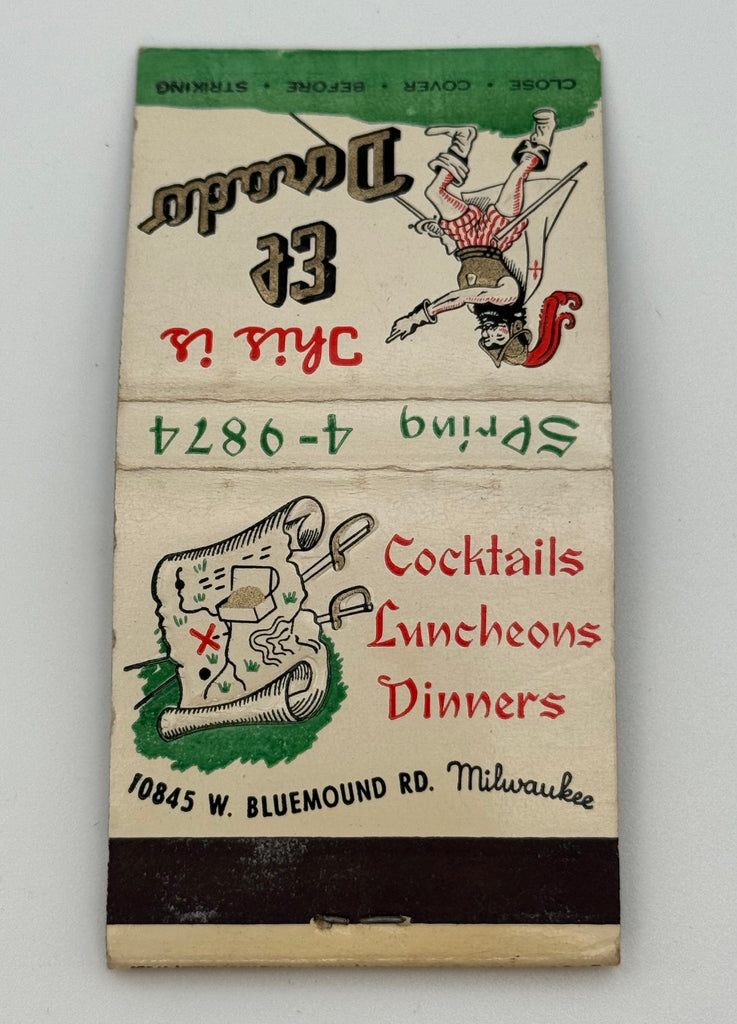 CLOSE • COVER • BEFORE • STRIKING
This is
El
Dorado
SPring 4-9874
Cocktails
Luncheons
Dinners
10845 W. BLUEMOUND RD. Milwaukee